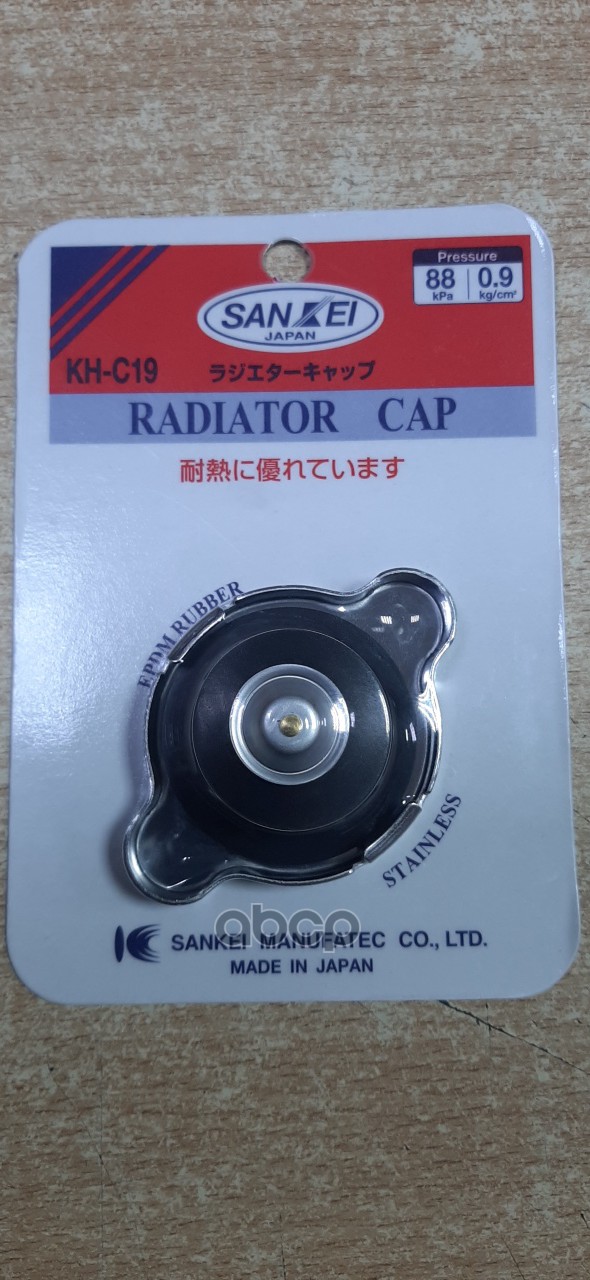 Pressure
88 kPa 0.9 kg/cm²
SANKEI
JAPAN
KH-C19 ラジエターキャップ
RADIATOR CAP
耐熱に優れています
EPDM RUBBER
STAINLESS
abcp
SANKEI MANUFATEC CO., LTD.
MADE IN JAPAN